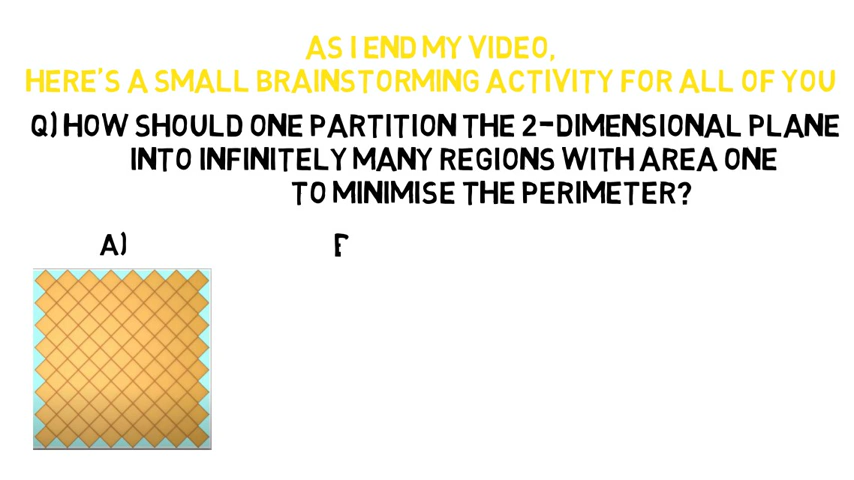 AS I END MY VIDEO,
HERE'S A SMALL BRAINSTORMING ACTIVITY FOR ALL OF YOU
Q) HOW SHOULD ONE PARTITION THE 2-DIMENSIONAL PLANE
INTO INFINITELY MANY REGIONS WITH AREA ONE
TO MINIMISE THE PERIMETER?
A)